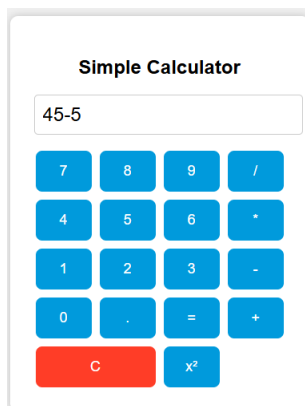 Simple Calculator
45-5
7 8 9 /
4 5 6 *
1 2 3 -
0 . = +
C x²